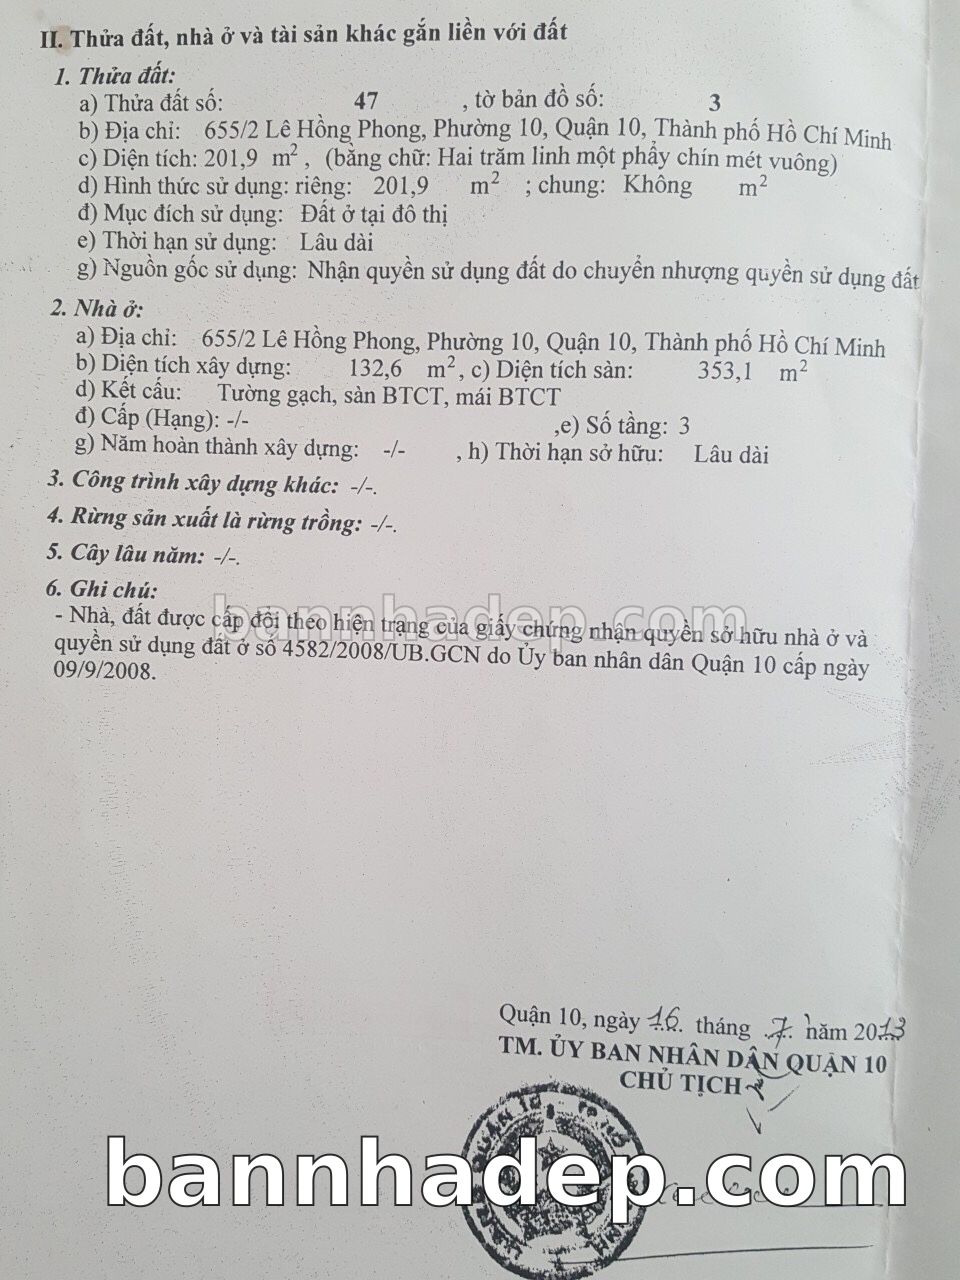 II. Thửa đất, nhà ở và tài sản khác gắn liền với đất
1. Thửa đất:
a) Thửa đất số: 47 , tờ bản đồ số: 3
b) Địa chỉ: 655/2 Lê Hồng Phong, Phường 10, Quận 10, Thành phố Hồ Chí Minh
c) Diện tích: 201,9 m², (bằng chữ: Hai trăm linh một phẩy chín mét vuông)
d) Hình thức sử dụng: riêng: 201,9 m² ; chung: Không m²
đ) Mục đích sử dụng: Đất ở tại đô thị
e) Thời hạn sử dụng: Lâu dài
g) Nguồn gốc sử dụng: Nhận quyền sử dụng đất do chuyển nhượng quyền sử dụng đất
2. Nhà ở:
a) Địa chỉ: 655/2 Lê Hồng Phong, Phường 10, Quận 10, Thành phố Hồ Chí Minh
b) Diện tích xây dựng: 132,6 m², c) Diện tích sàn: 353,1 m²
d) Kết cấu: Tường gạch, sàn BTCT, mái BTCT
đ) Cấp (Hạng): -/- ,e) Số tầng: 3
g) Năm hoàn thành xây dựng: -/- , h) Thời hạn sở hữu: Lâu dài
3. Công trình xây dựng khác: -/-.
4. Rừng sản xuất là rừng trồng: -/-.
5. Cây lâu năm: -/-.
6. Ghi chú:
bannhadep.com
- Nhà, đất được cấp đổi theo hiện trạng của giấy chứng nhận quyền sở hữu nhà ở và
quyền sử dụng đất ở số 4582/2008/UB.GCN do Ủy ban nhân dân Quận 10 cấp ngày
09/9/2008.
Quận 10, ngày 16 tháng 7 năm 2013
TM. ỦY BAN NHÂN DÂN QUẬN 10
CHỦ TỊCH
bannhadep.com